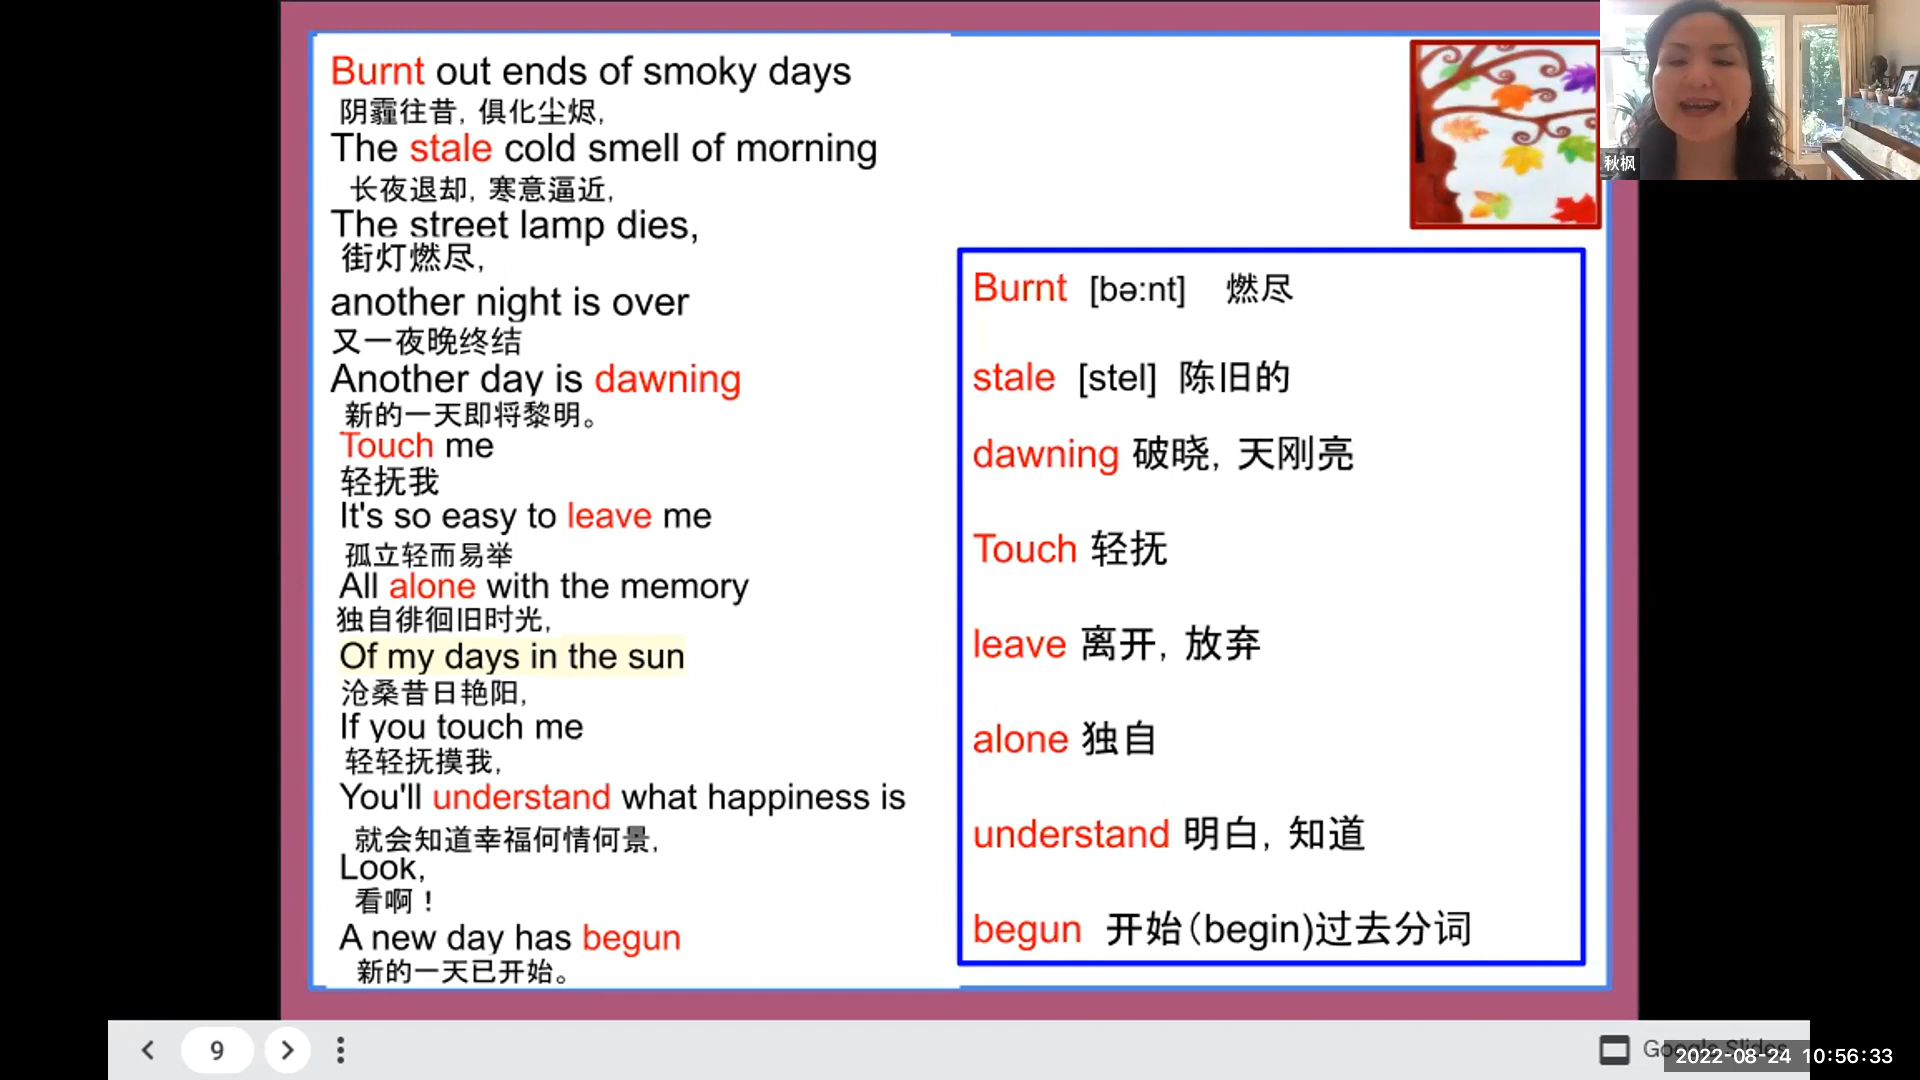 Burnt out ends of smoky days
阴霾往昔，俱化尘烬，
The stale cold smell of morning
长夜退却，寒意逼近，
The street lamp dies,
街灯燃尽，
another night is over
又一夜晚终结
Another day is dawning
新的一天即将黎明。
Touch me
轻抚我
It's so easy to leave me
孤立轻而易举
All alone with the memory
独自徘徊旧时光，
Of my days in the sun
沧桑昔日艳阳，
If you touch me
轻轻抚摸我，
You'll understand what happiness is
就会知道幸福何情何景，
Look,
看啊！
A new day has begun
新的一天已开始。
Burnt [bə:nt] 燃尽
stale [stel] 陈旧的
dawning 破晓，天刚亮
Touch 轻抚
leave 离开，放弃
alone 独自
understand 明白，知道
begun 开始（begin)过去分词
秋枫
9
Google Slides
2022-08-24 10:56:33